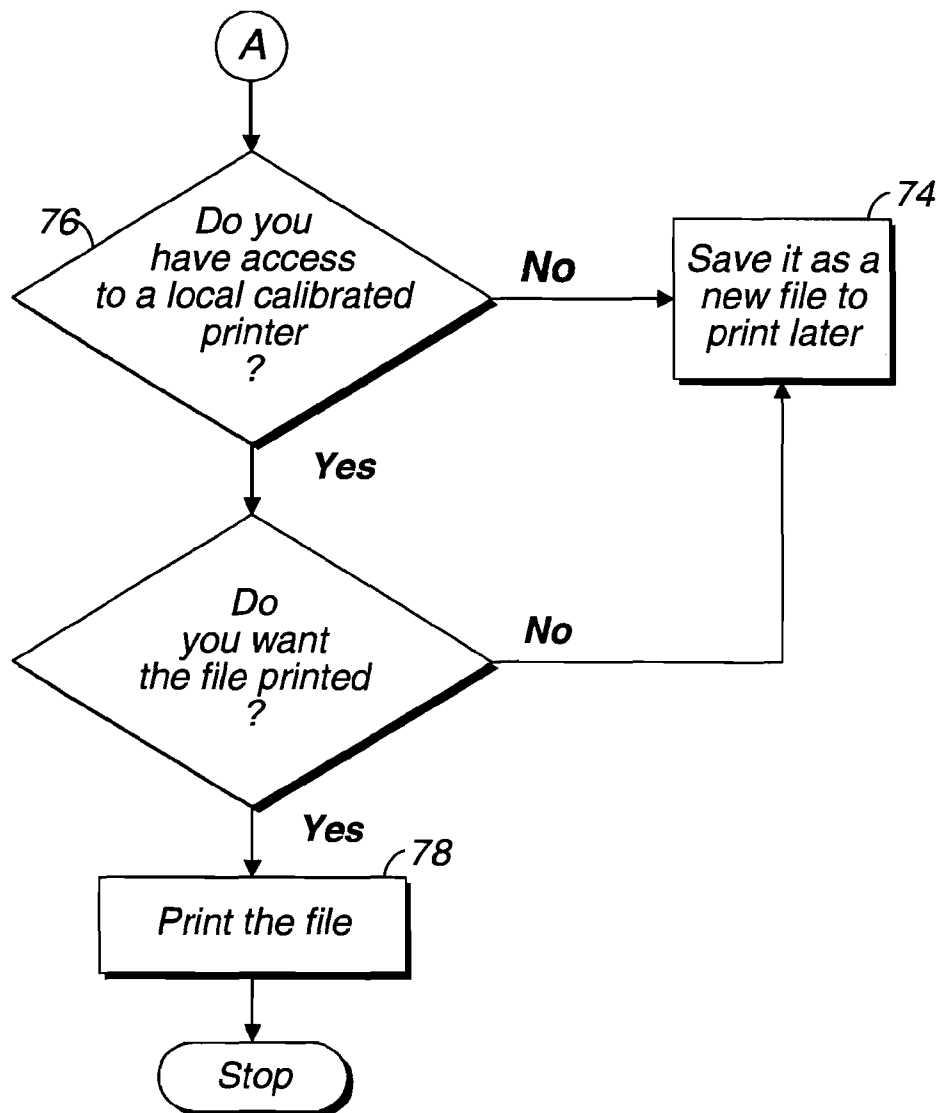 A
76
Do you
have access
to a local calibrated
printer
?
No
74
Save it as a
new file to
print later
Yes
Do
you want
the file printed
?
No
Yes
78
Print the file
Stop